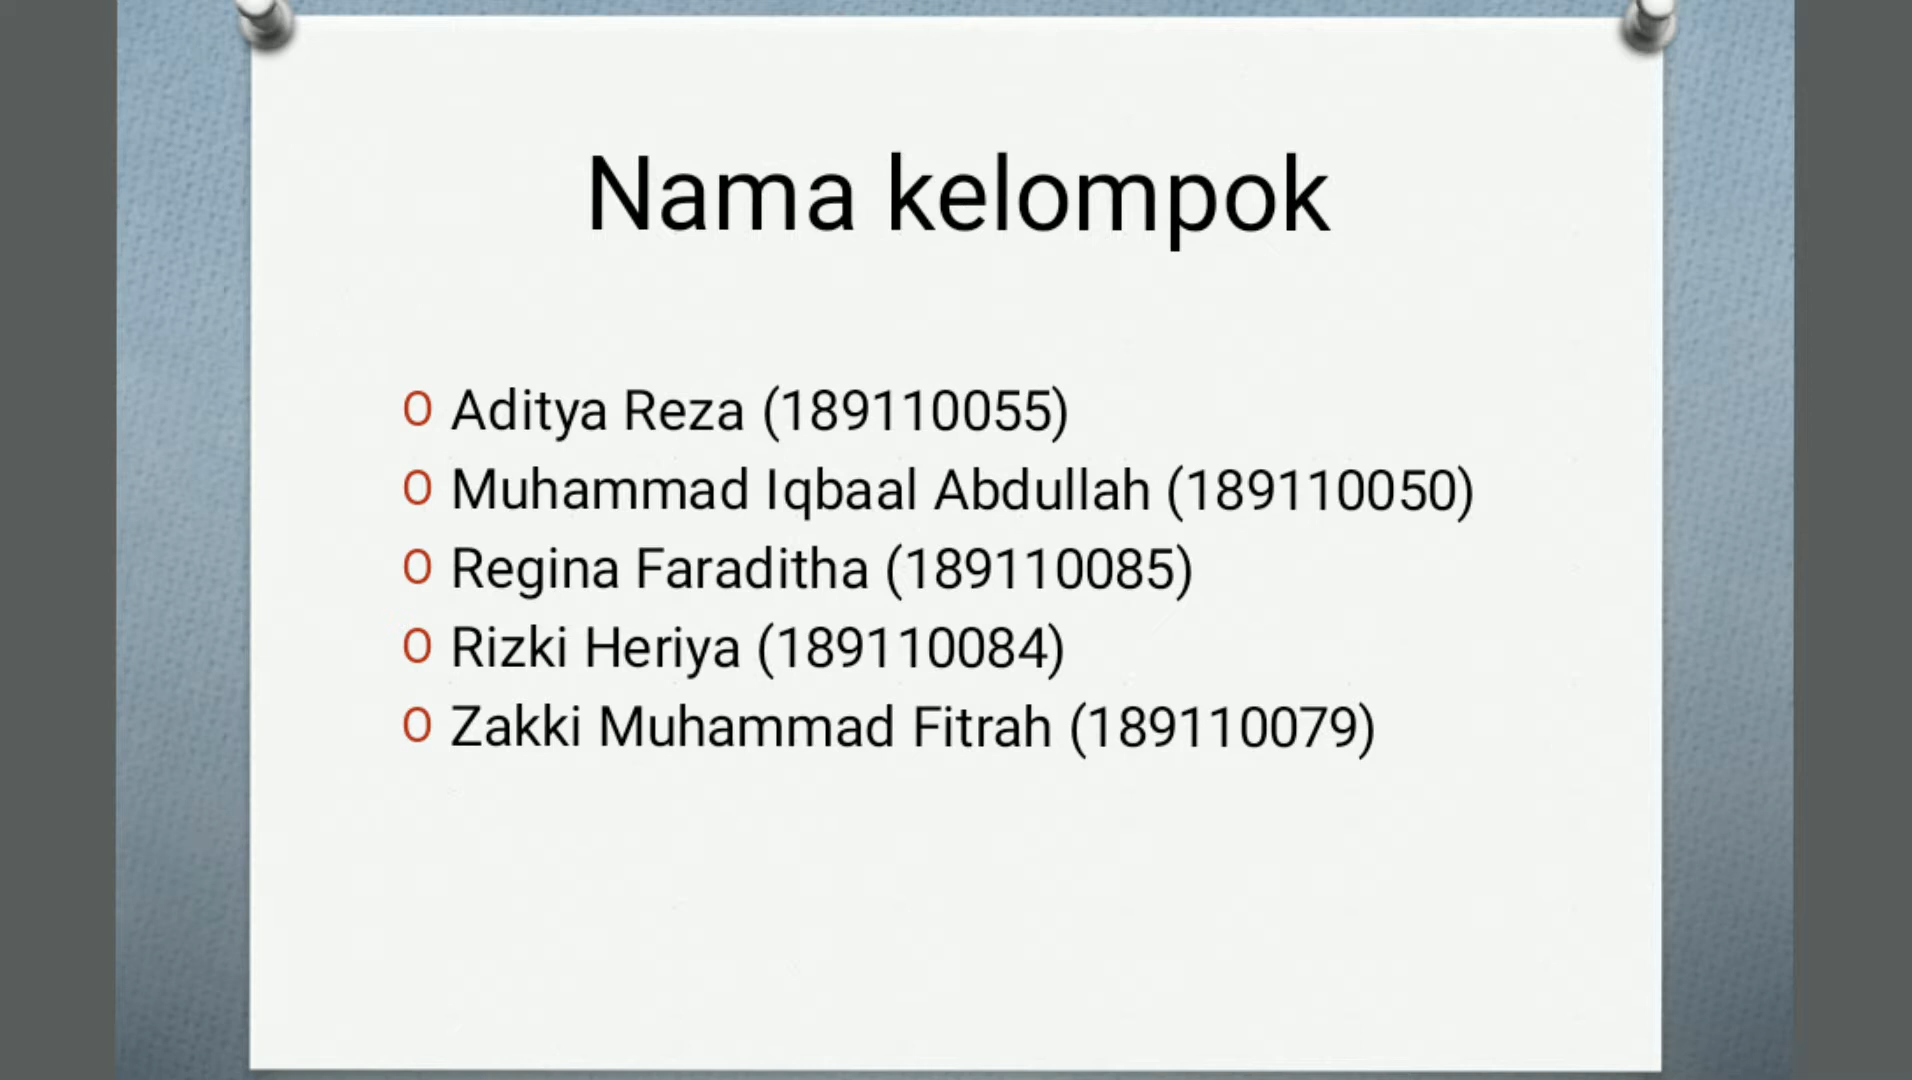 Nama kelompok
Aditya Reza (189110055)
Muhammad Iqbaal Abdullah (189110050)
Regina Faraditha (189110085)
Rizki Heriya (189110084)
Zakki Muhammad Fitrah (189110079)